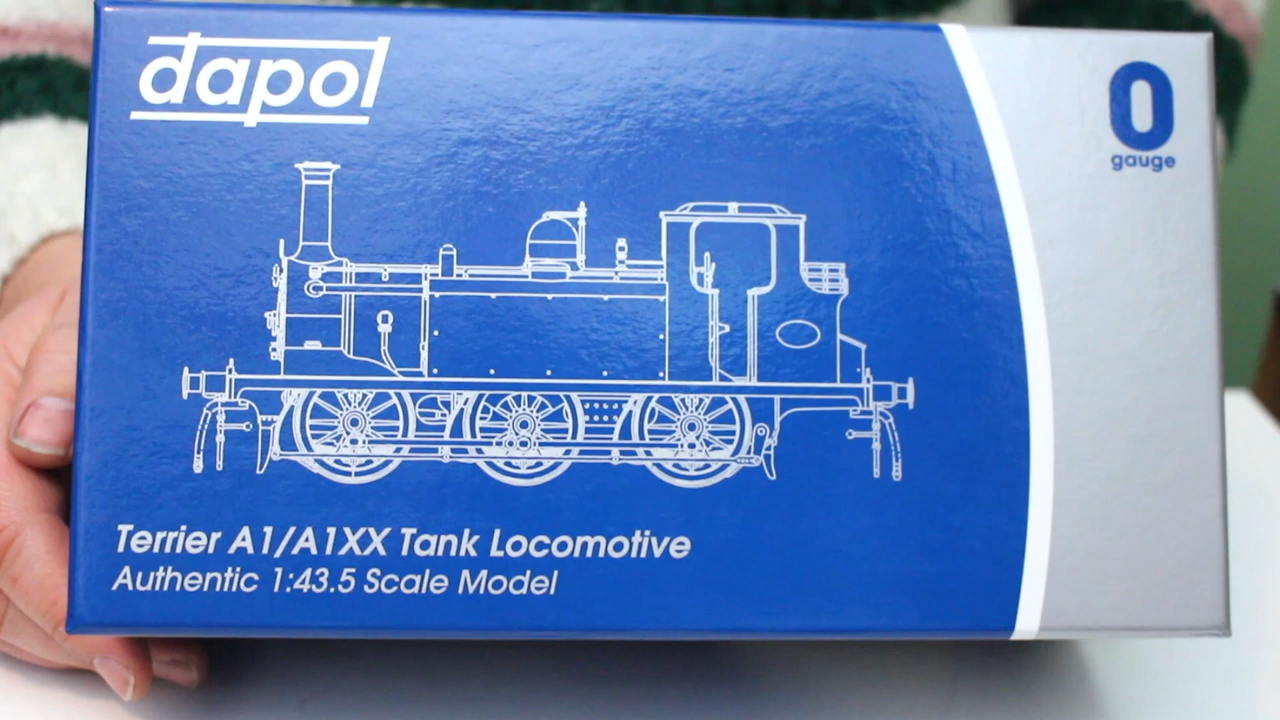 dapol
0
gauge
Terrier A1/A1XX Tank Locomotive
Authentic 1:43.5 Scale Model